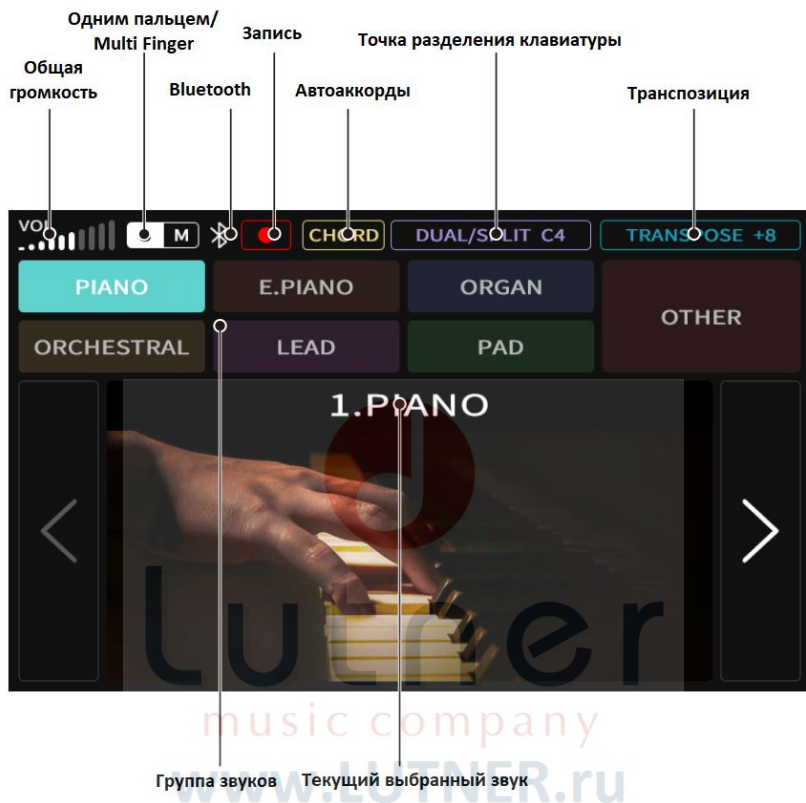 Одним пальцем/
Multi Finger
Запись
Точка разделения клавиатуры
Общая
громкость
Bluetooth
Автоаккорды
Транспозиция
VOL
S M
CHORD
DUAL/SPLIT C4
TRANSPOSE +8
PIANO
E.PIANO
ORGAN
OTHER
ORCHESTRAL
LEAD
PAD
1.PIANO
Lutner
music company
www.LUTNER.ru
Группа звуков
Текущий выбранный звук